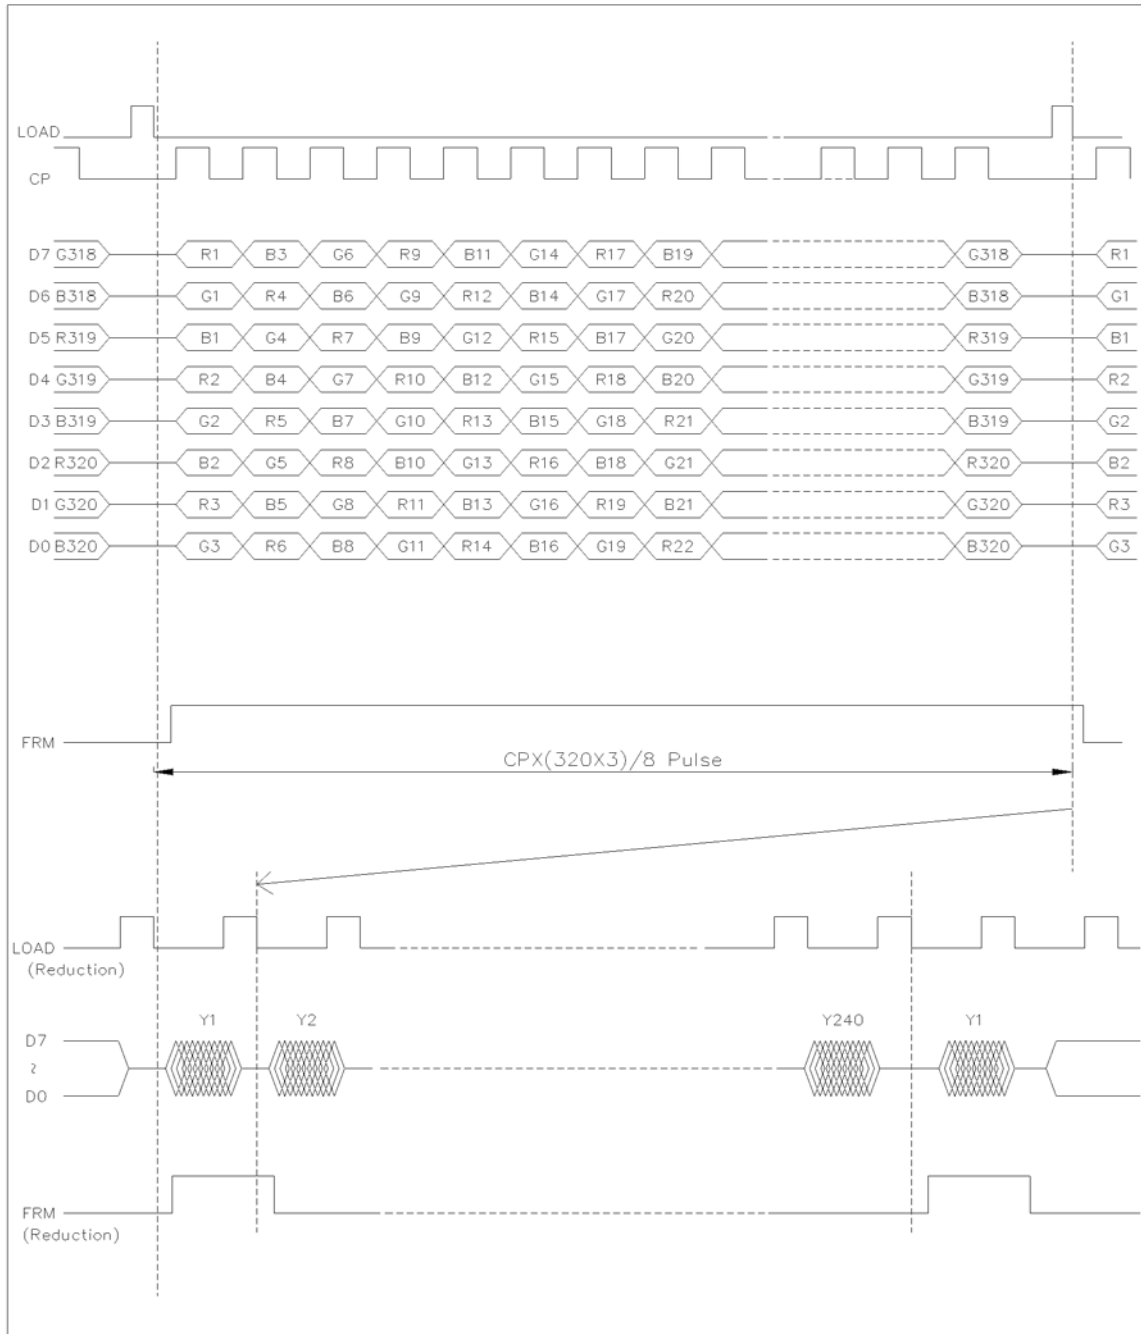 LOAD
CP
D7 G318 R1 B3 G6 R9 B11 G14 R17 B19 G318 R1
D6 B318 G1 R4 B6 G9 R12 B14 G17 R20 B318 G1
D5 R319 B1 G4 R7 B9 G12 R15 B17 G20 R319 B1
D4 G319 R2 B4 G7 R10 B12 G15 R18 B20 G319 R2
D3 B319 G2 R5 B7 G10 R13 B15 G18 R21 B319 G2
D2 R320 B2 G5 R8 B10 G13 R16 B18 G21 R320 B2
D1 G320 R3 B5 G8 R11 B13 G16 R19 B21 G320 R3
D0 B320 G3 R6 B8 G11 R14 B16 G19 R22 B320 G3
FRM
CPX(320X3)/8 Pulse
LOAD
(Reduction)
Y1 Y2 Y240 Y1
D7
~
D0
FRM
(Reduction)